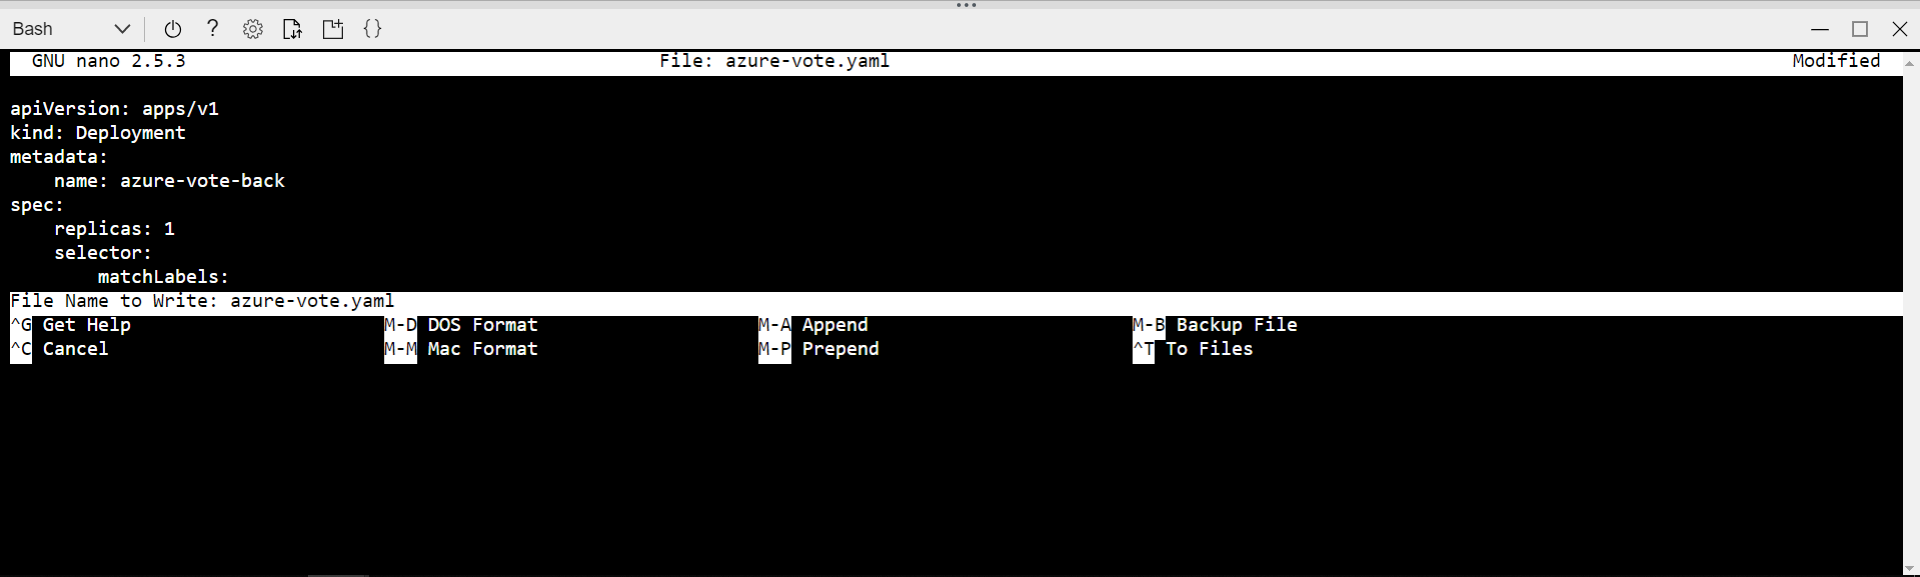 Bash
GNU nano 2.5.3 File: azure-vote.yaml Modified
apiVersion: apps/v1
kind: Deployment
metadata:
    name: azure-vote-back
spec:
    replicas: 1
    selector:
        matchLabels:
File Name to Write: azure-vote.yaml
^G Get Help M-D DOS Format M-A Append M-B Backup File
^C Cancel M-M Mac Format M-P Prepend ^T To Files